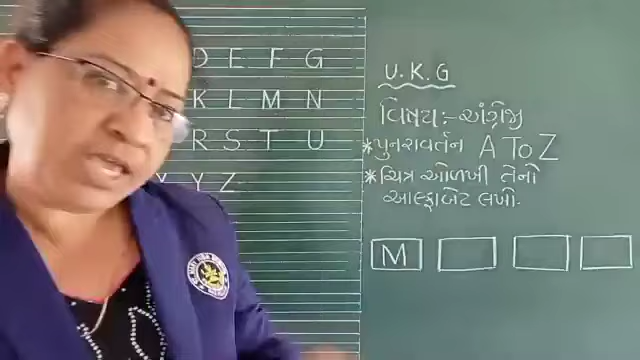 D E F G
K L M N
R S T U
Y Z
U.K.G
વિષય:- અંગ્રેજી
*પુનરાવર્તન A To Z
*ચિત્ર ઓળખી તેનો
આલ્ફાબેટ લખો.
M